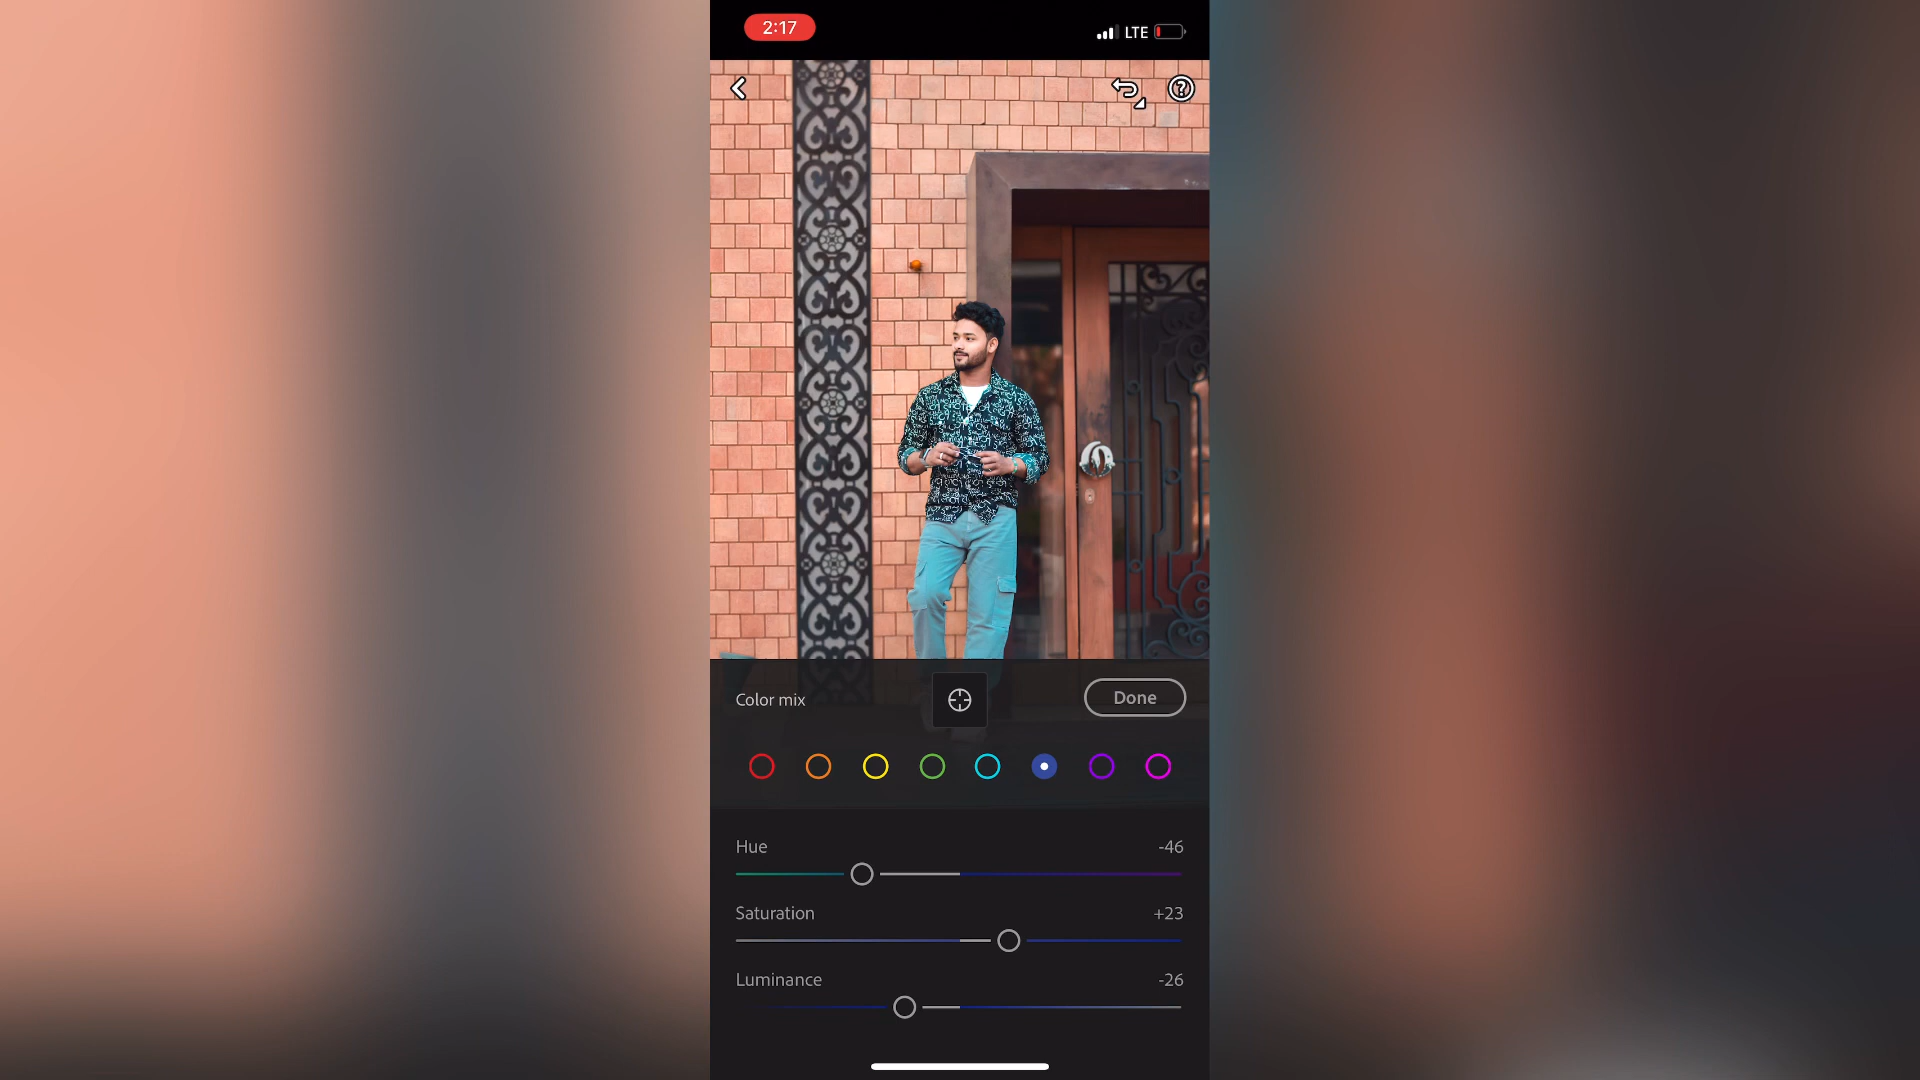 2:17
LTE
Color mix
Done
Hue
-46
Saturation
+23
Luminance
-26